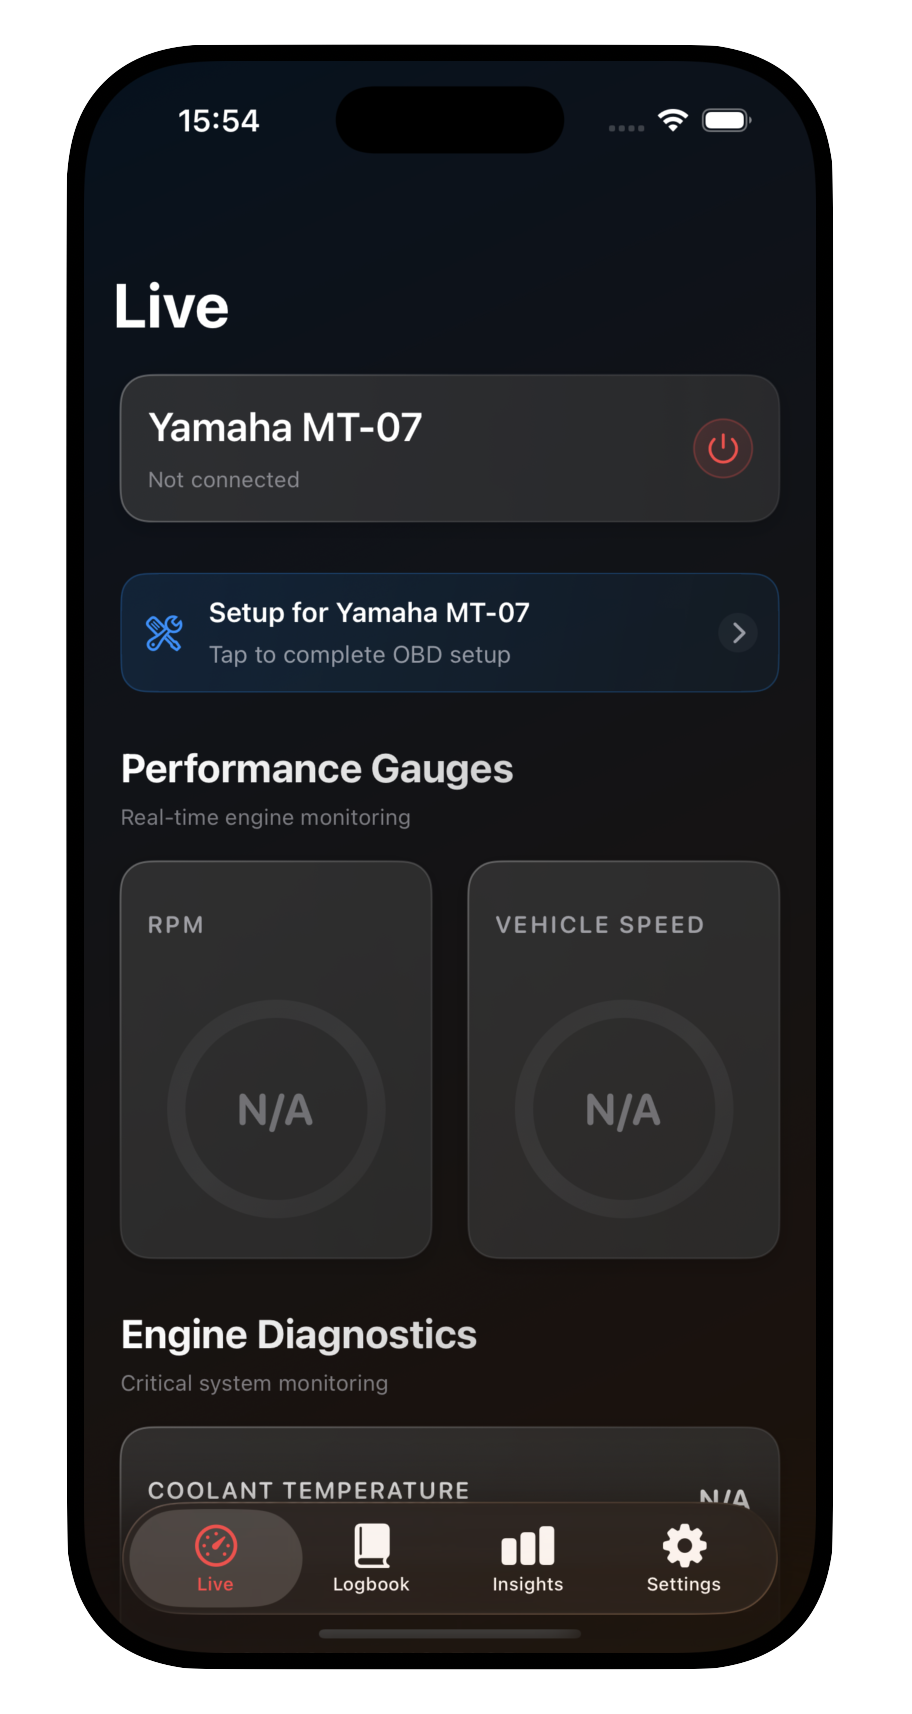 15:54
Live
Yamaha MT-07
Not connected
Setup for Yamaha MT-07
Tap to complete OBD setup
Performance Gauges
Real-time engine monitoring
RPM
VEHICLE SPEED
N/A
N/A
Engine Diagnostics
Critical system monitoring
COOLANT TEMPERATURE
N/A
Live
Logbook
Insights
Settings